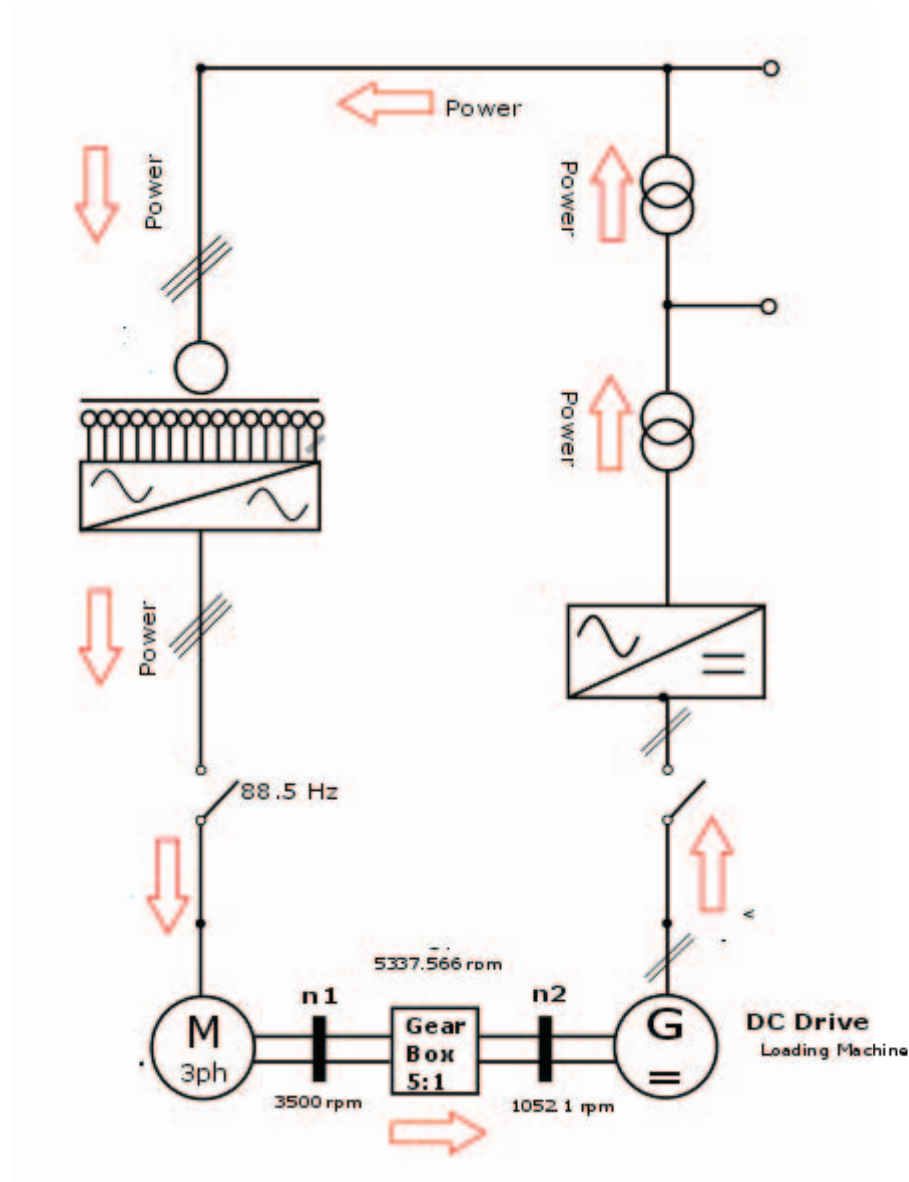 Power
Power
Power
Power
Power
88.5 Hz
5337.566 rpm
n1
n2
M
3ph
Gear
Box
5:1
G
DC Drive
Loading Machine
3500 rpm
1052.1 rpm